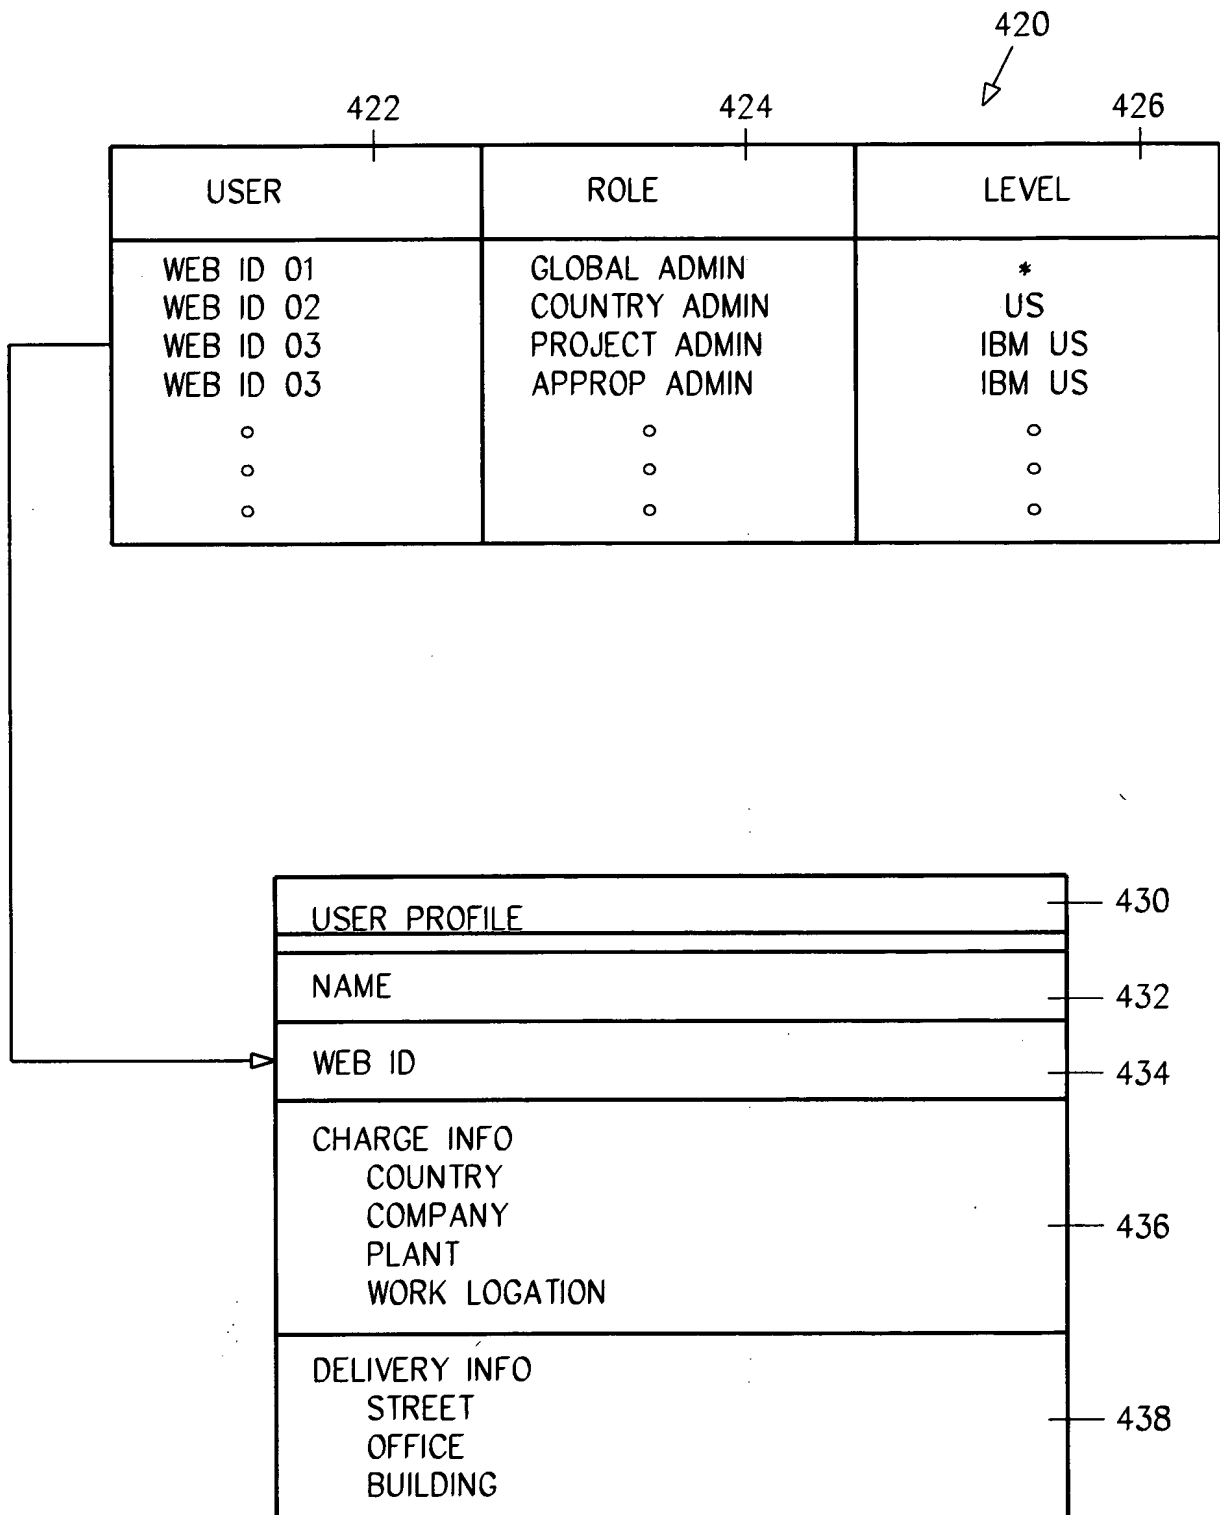 420
422 424 426
USER ROLE LEVEL
WEB ID 01 GLOBAL ADMIN *
WEB ID 02 COUNTRY ADMIN US
WEB ID 03 PROJECT ADMIN IBM US
WEB ID 03 APPROP ADMIN IBM US
USER PROFILE 430
NAME 432
WEB ID 434
CHARGE INFO
COUNTRY
COMPANY 436
PLANT
WORK LOGATION
DELIVERY INFO
STREET 438
OFFICE
BUILDING